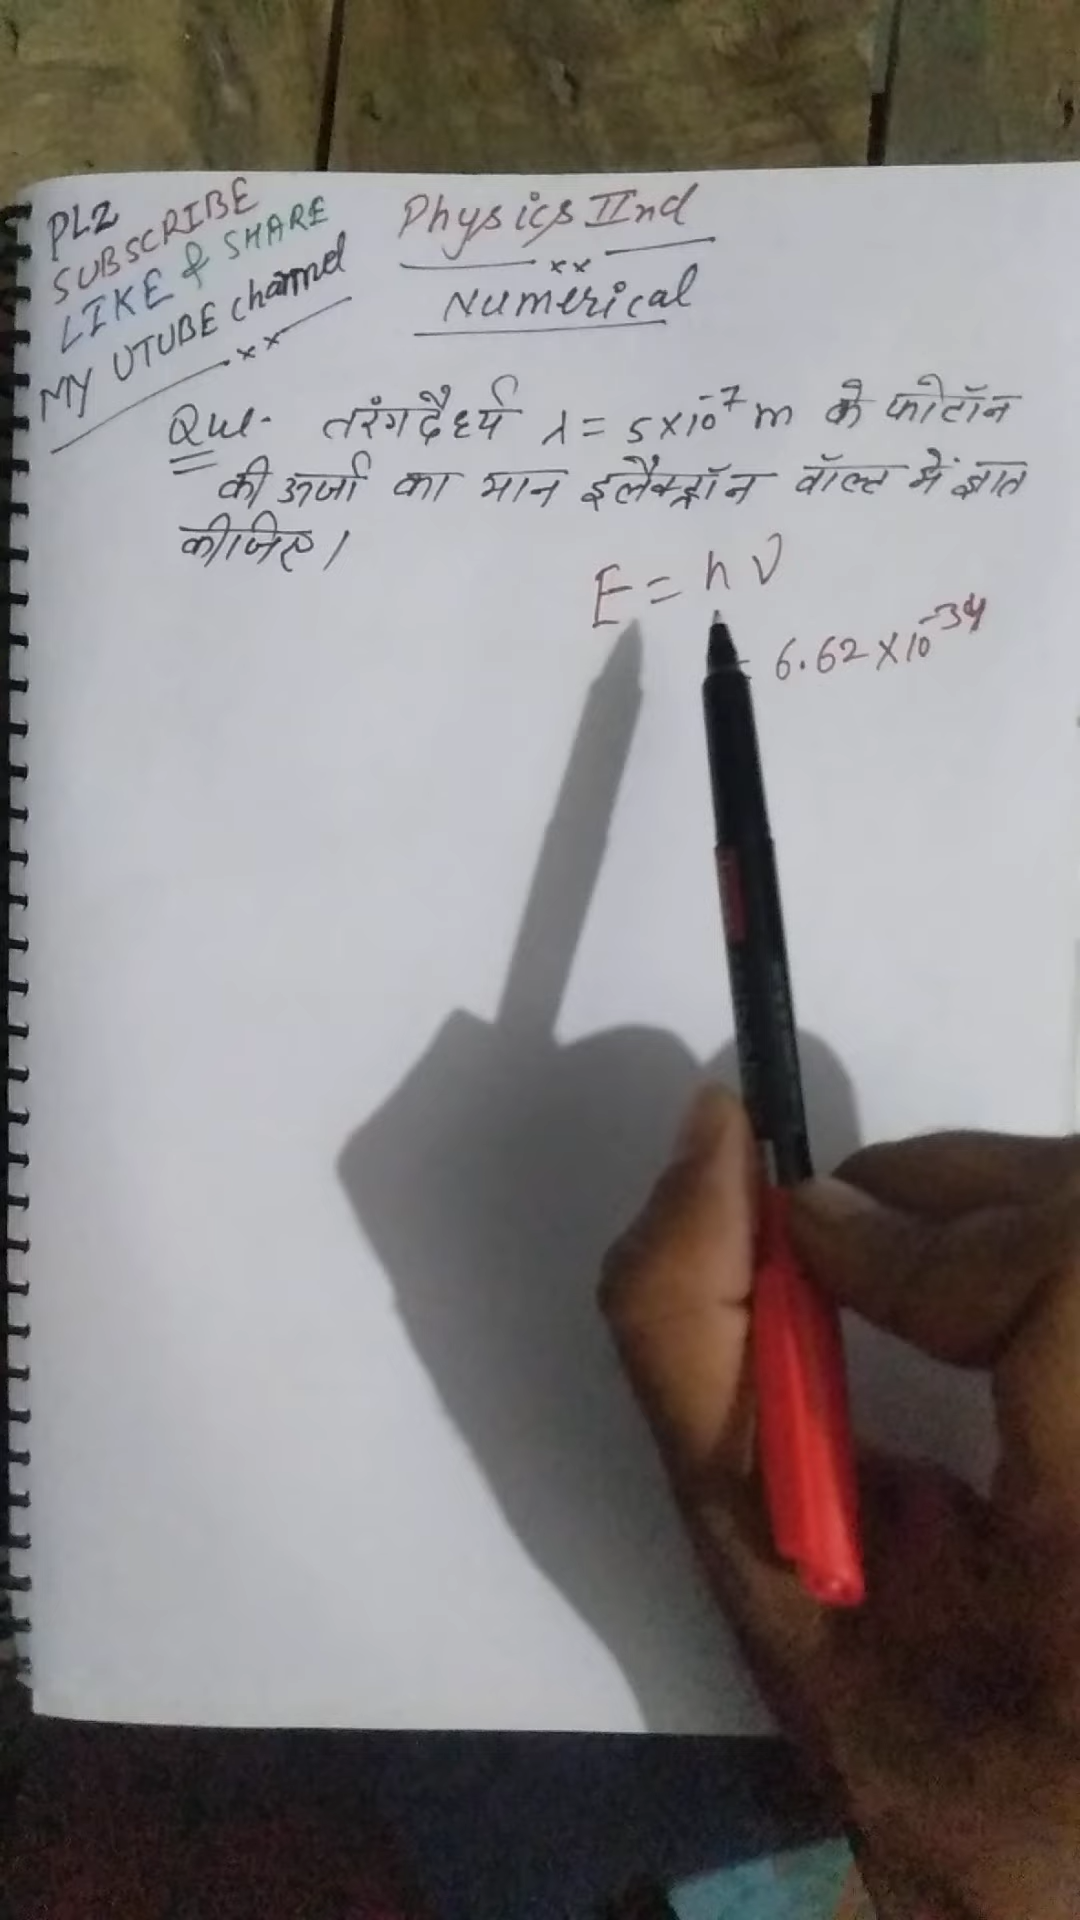 PLZ
SUBSCRIBE
LIKE & SHARE
MY UTUBE channel
Physics IInd
Numerical
Que. तरंगदैर्ध्य λ = 5×10⁻⁷ m के फोटॉन
की ऊर्जा का मान इलैक्ट्रॉन वॉल्ट में ज्ञात
कीजिए।
E = hν
= 6.62×10⁻³⁴